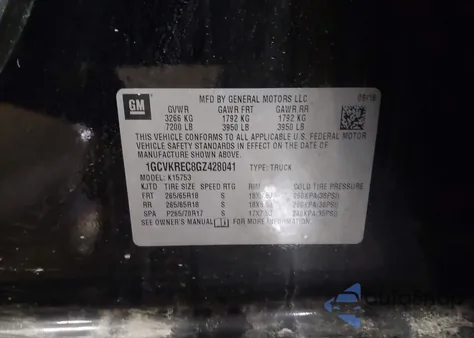 GM
MFD BY GENERAL MOTORS LLC
GVWR GAWR FRT GAWR RR
3266 KG 1792 KG 1792 KG
7200 LB 3950 LB 3950 LB
THIS VEHICLE CONFORMS TO ALL APPLICABLE U.S. FEDERAL MOTOR
VEHICLE SAFETY STANDARDS IN EFFECT ON THE DATE OF
MANUFACTURE SHOWN ABOVE.
1GCVKREC8GZ428041 TYPE: TRUCK
MODEL: K15753
KJTD TIRE SIZE SPEED RTG RIM COLD TIRE PRESSURE
FRT 265/65R18 S
RR 265/65R18 S
SPA P265/70R17 S
SEE OWNER'S MANUAL FOR MORE INFORMATION.